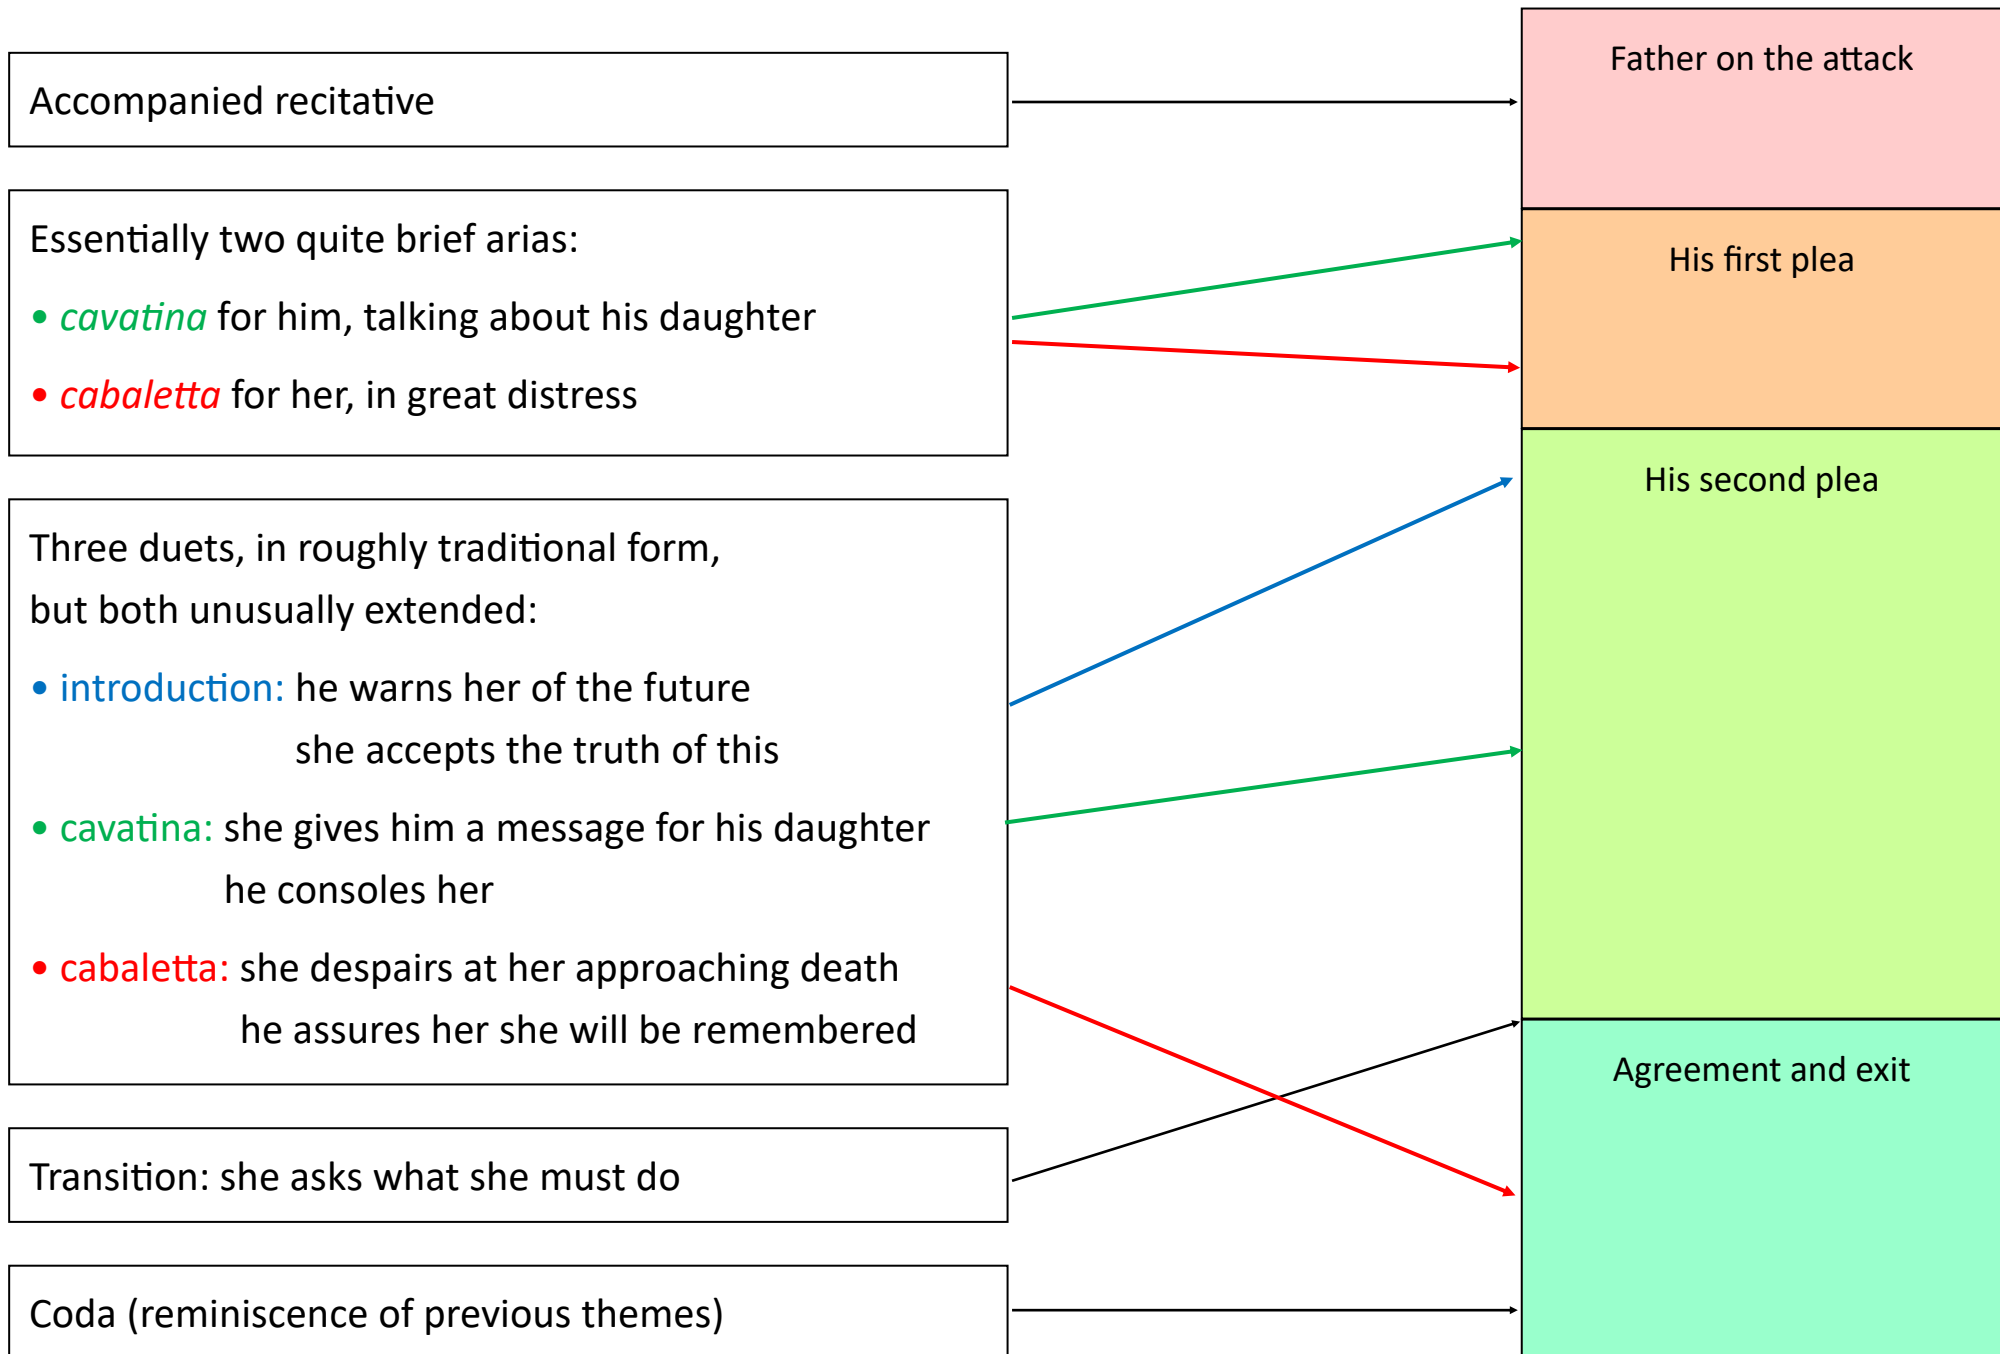 Accompanied recitative
Essentially two quite brief arias:
• cavatina for him, talking about his daughter
• cabaletta for her, in great distress
Three duets, in roughly traditional form,
but both unusually extended:
• introduction: he warns her of the future
she accepts the truth of this
• cavatina: she gives him a message for his daughter
he consoles her
• cabaletta: she despairs at her approaching death
he assures her she will be remembered
Transition: she asks what she must do
Coda (reminiscence of previous themes)
Father on the attack
His first plea
His second plea
Agreement and exit